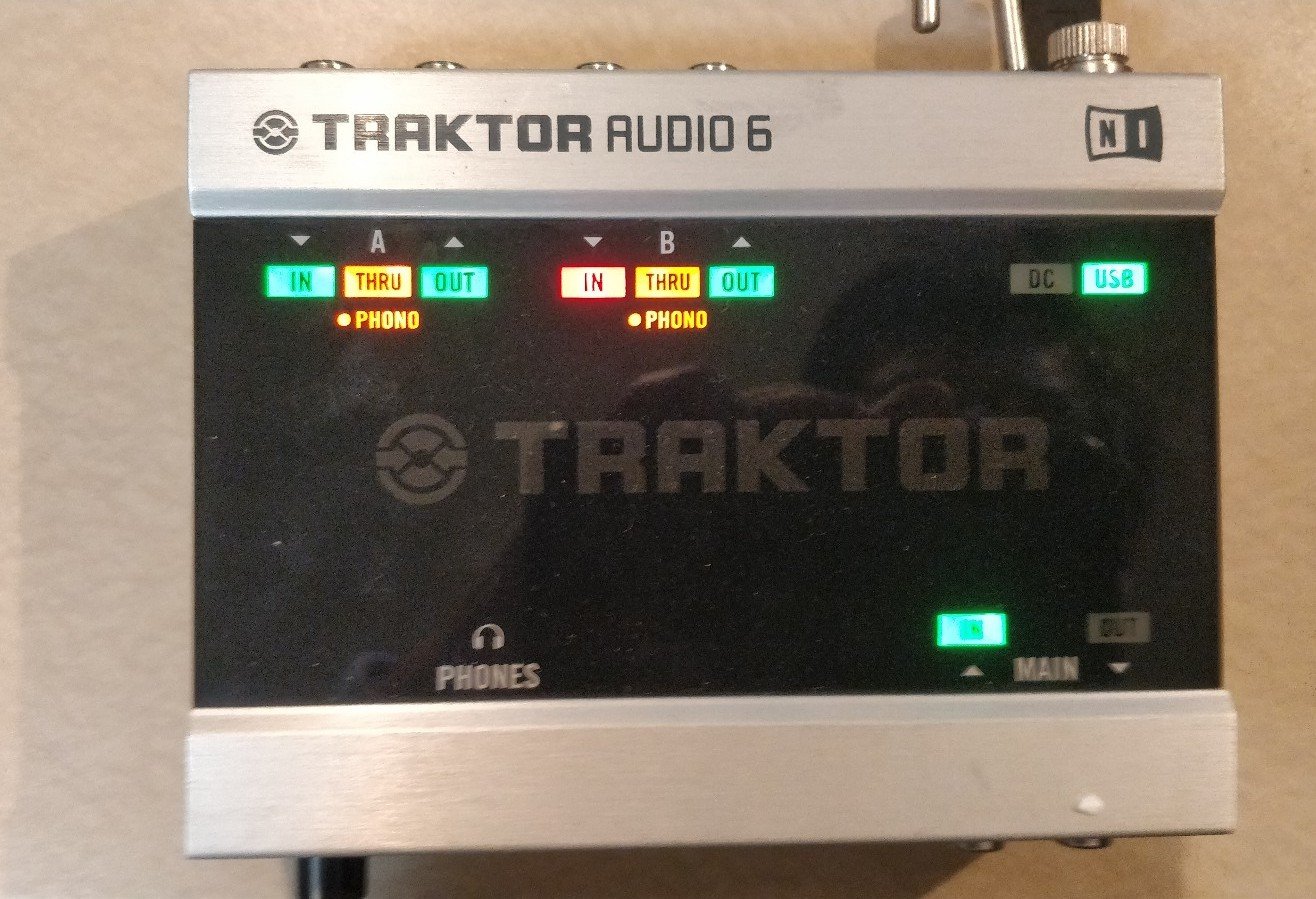 TRAKTOR AUDIO 6 NI
A B
IN THRU OUT IN THRU OUT DC USB
PHONO PHONO
TRAKTOR
IN OUT
PHONES MAIN